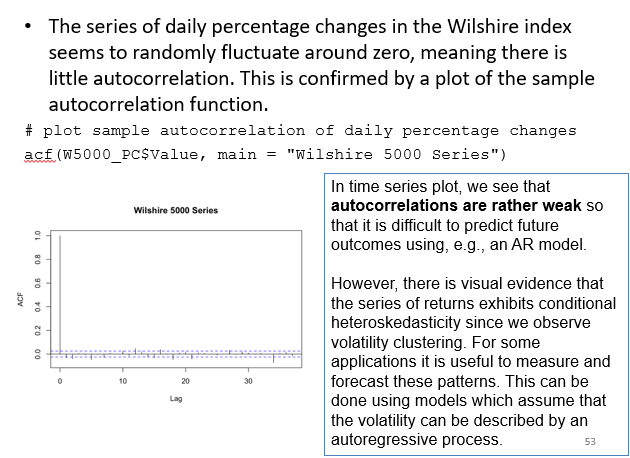 • The series of daily percentage changes in the Wilshire index
seems to randomly fluctuate around zero, meaning there is
little autocorrelation. This is confirmed by a plot of the sample
autocorrelation function.
# plot sample autocorrelation of daily percentage changes
acf(W5000_PC$Value, main = "Wilshire 5000 Series")
Wilshire 5000 Series
ACF
1.0
0.8
0.6
0.4
0.2
0.0
0 10 20 30
Lag
In time series plot, we see that
autocorrelations are rather weak so
that it is difficult to predict future
outcomes using, e.g., an AR model.
However, there is visual evidence that
the series of returns exhibits conditional
heteroskedasticity since we observe
volatility clustering. For some
applications it is useful to measure and
forecast these patterns. This can be
done using models which assume that
the volatility can be described by an
autoregressive process.
53